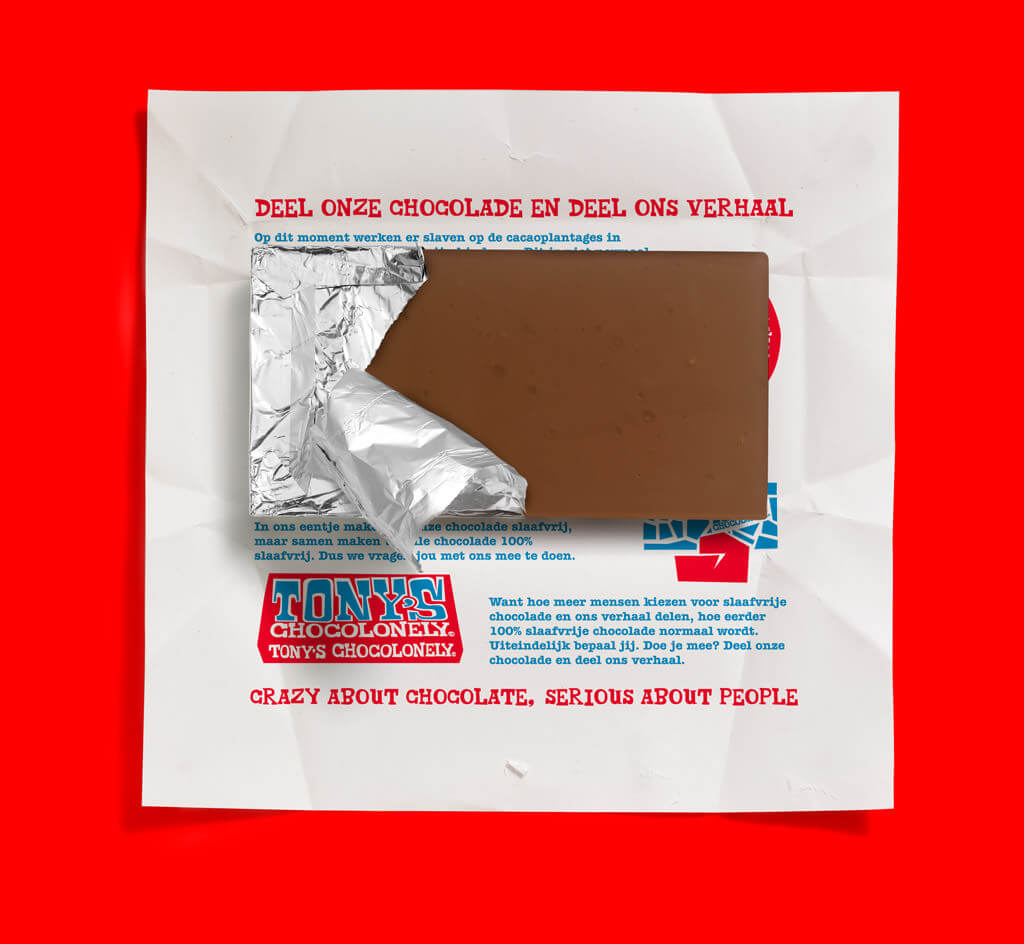 DEEL ONZE CHOCOLADE EN DEEL ONS VERHAAL
Op dit moment werken er slaven op de cacaoplantages in
In ons eentje onze chocolade slaafvrij,
maar samen maken chocolade 100%
slaafvrij. Dus we vragen jou met ons mee te doen.
TONY'S
CHOCOLONELY
TONY'S CHOCOLONELY
Want hoe meer mensen kiezen voor slaafvrije
chocolade en ons verhaal delen, hoe eerder
100% slaafvrije chocolade normaal wordt.
Uiteindelijk bepaal jij. Doe je mee? Deel onze
chocolade en deel ons verhaal.
CRAZY ABOUT CHOCOLATE, SERIOUS ABOUT PEOPLE